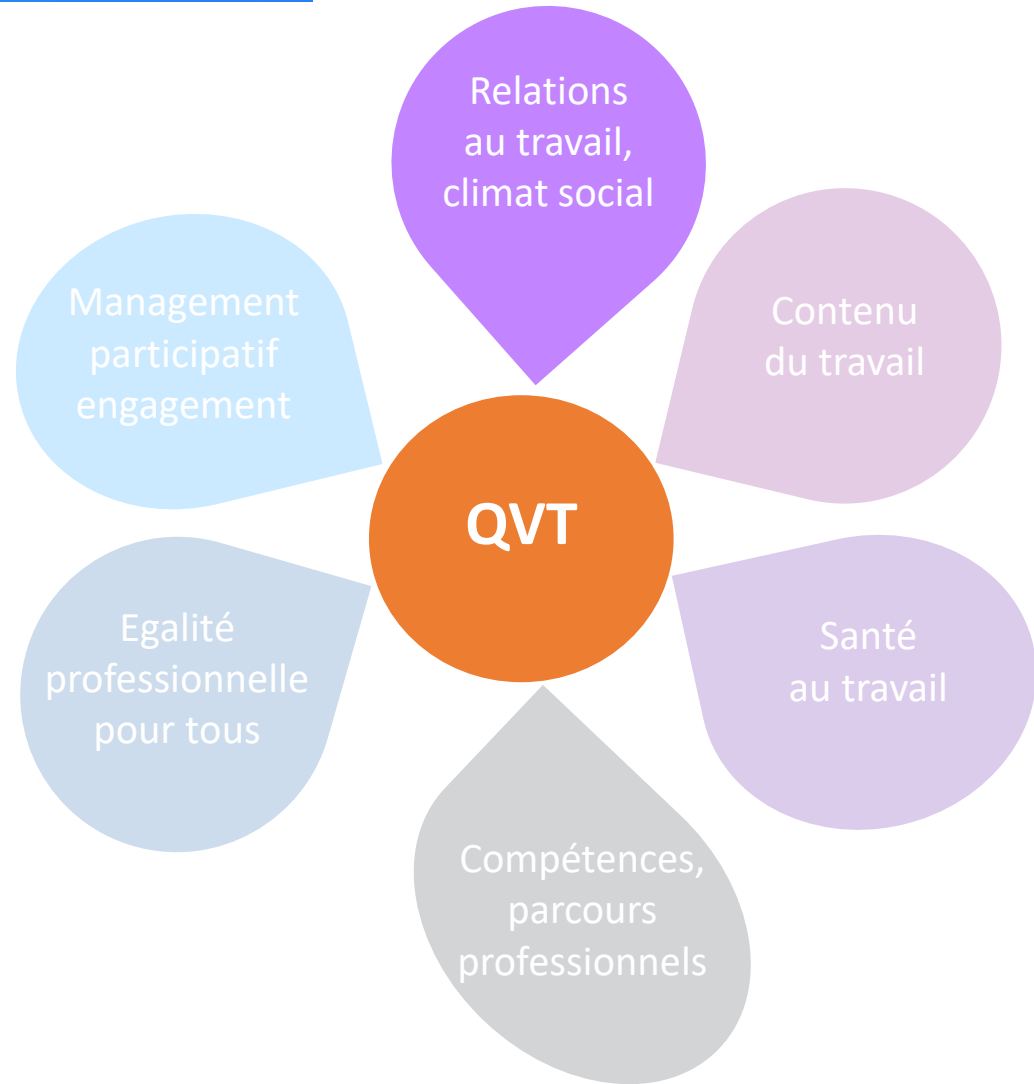 Relations
au travail,
climat social
Contenu
du travail
Santé
au travail
Compétences,
parcours
professionnels
Egalité
professionnelle
pour tous
Management
participatif
engagement
QVT